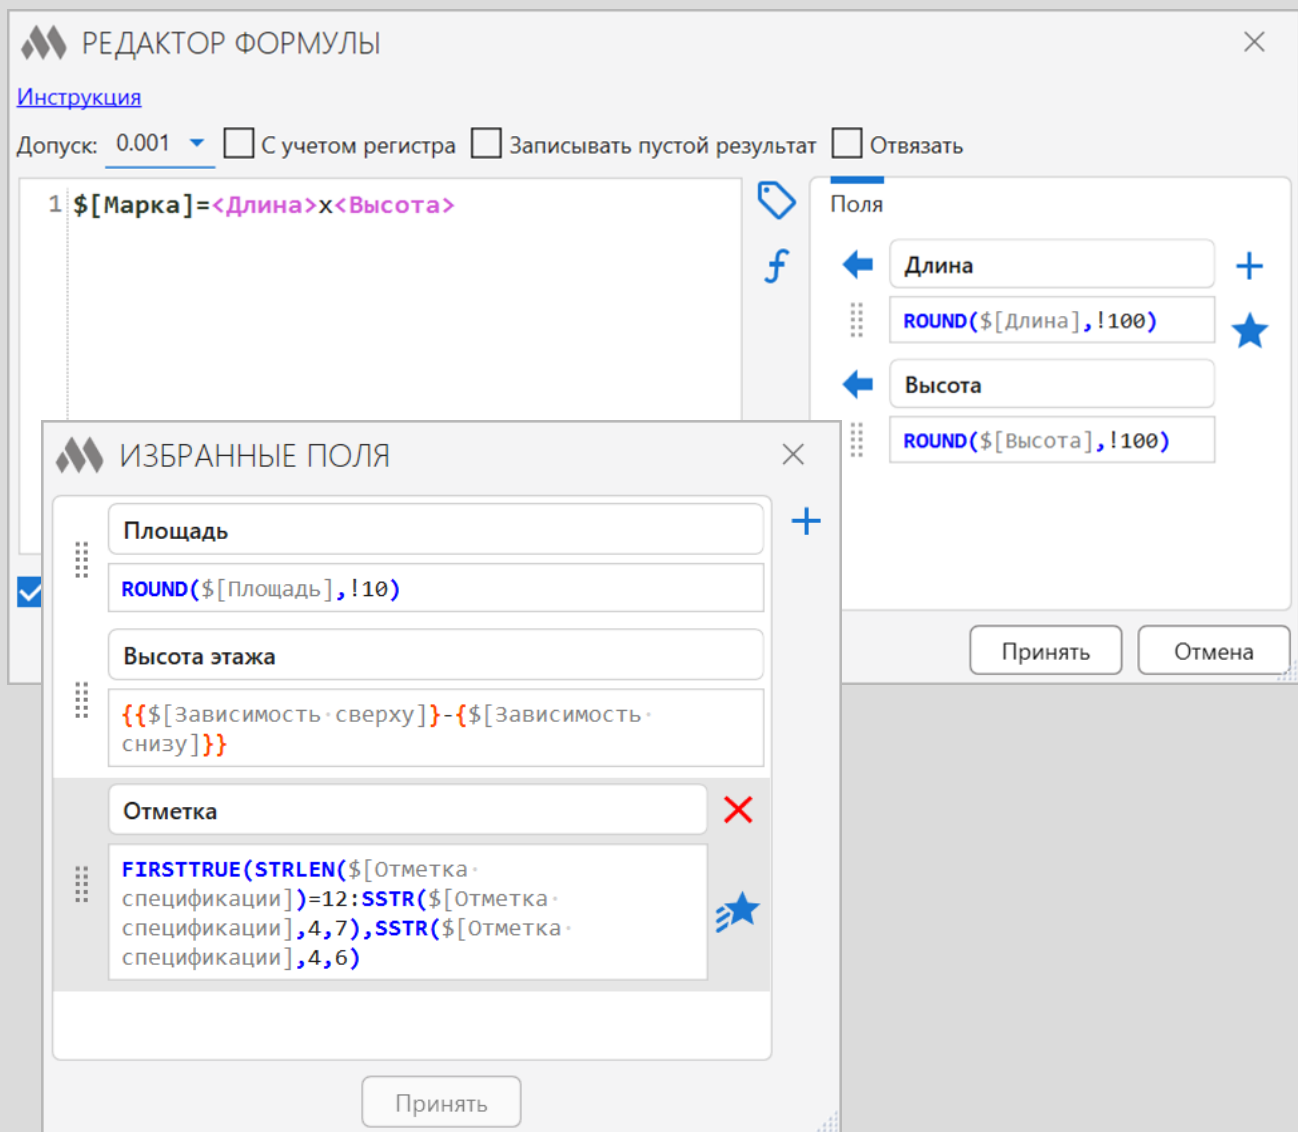 РЕДАКТОР ФОРМУЛЫ
Инструкция
Допуск: 0.001 С учетом регистра Записывать пустой результат Отвязать
1 $[Марка]=<Длина>x<Высота>
Поля
Длина
ROUND($[Длина],!100)
Высота
ROUND($[Высота],!100)
Принять Отмена
ИЗБРАННЫЕ ПОЛЯ
Площадь
ROUND($[Площадь],!10)
Высота этажа
{{$[Зависимость·сверху]}-{$[Зависимость·
снизу]}}
Отметка
FIRSTTRUE(STRLEN($[Отметка·
спецификации])=12:SSTR($[Отметка·
спецификации],4,7),SSTR($[Отметка·
спецификации],4,6)
Принять